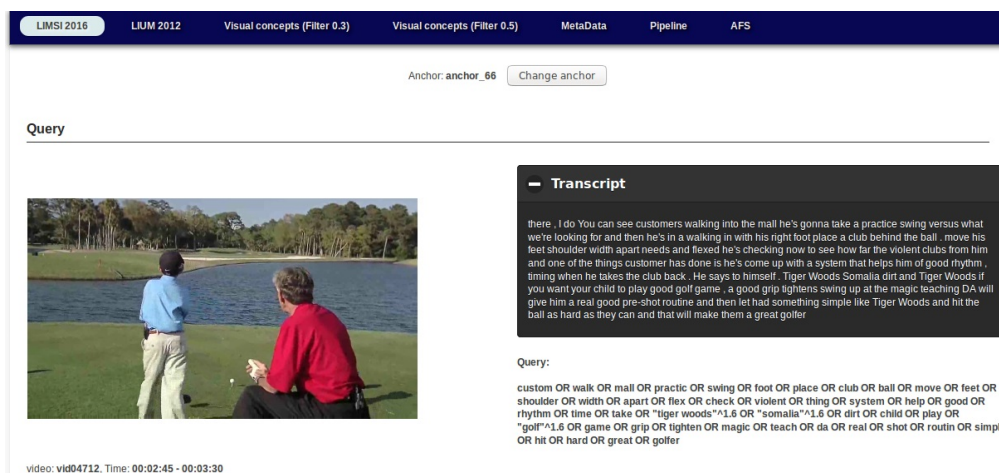 LIMSI 2016 LIUM 2012 Visual concepts (Filter 0.3) Visual concepts (Filter 0.5) MetaData Pipeline AFS
Anchor: anchor_66 Change anchor
Query
Transcript
there , I do You can see customers walking into the mall he's gonna take a practice swing versus what
we're looking for and then he's in a walking in with his right foot place a club behind the ball . move his
feet shoulder width apart needs and flexed he's checking now to see how far the violent clubs from him
and one of the things customer has done is he's come up with a system that helps him of good rhythm ,
timing when he takes the club back . He says to himself . Tiger Woods Somalia dirt and Tiger Woods if
you want your child to play good golf game , a good grip tightens swing up at the magic teaching DA will
give him a real good pre-shot routine and then let had something simple like Tiger Woods and hit the
ball as hard as they can and that will make them a great golfer
Query:
custom OR walk OR mall OR practic OR swing OR foot OR place OR club OR ball OR move OR feet OR
shoulder OR width OR apart OR flex OR check OR violent OR thing OR system OR help OR good OR
rhythm OR time OR take OR "tiger woods"^1.6 OR "somalia"^1.6 OR dirt OR child OR play OR
"golf"^1.6 OR game OR grip OR tighten OR magic OR teach OR da OR real OR shot OR routin OR simpl
OR hit OR hard OR great OR golfer
video: vid04712, Time: 00:02:45 - 00:03:30